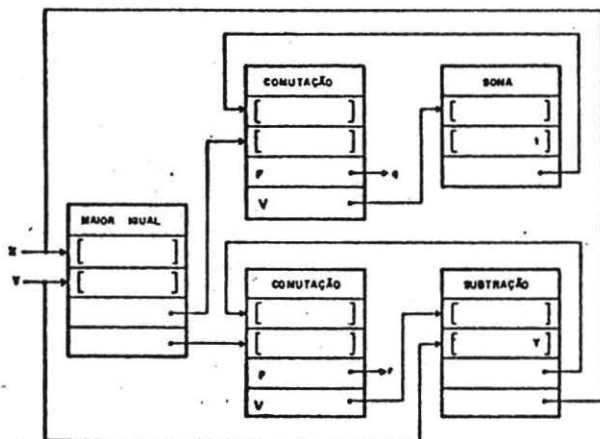 COMUTAÇÃO
SOMA
[ ]
[ ]
[ ]
[ 1 ]
F
q
V
MAIOR IGUAL
X
[ ]
Y
[ ]
COMUTAÇÃO
SUBTRAÇÃO
[ ]
[ ]
[ ]
[ Y ]
F
r
V